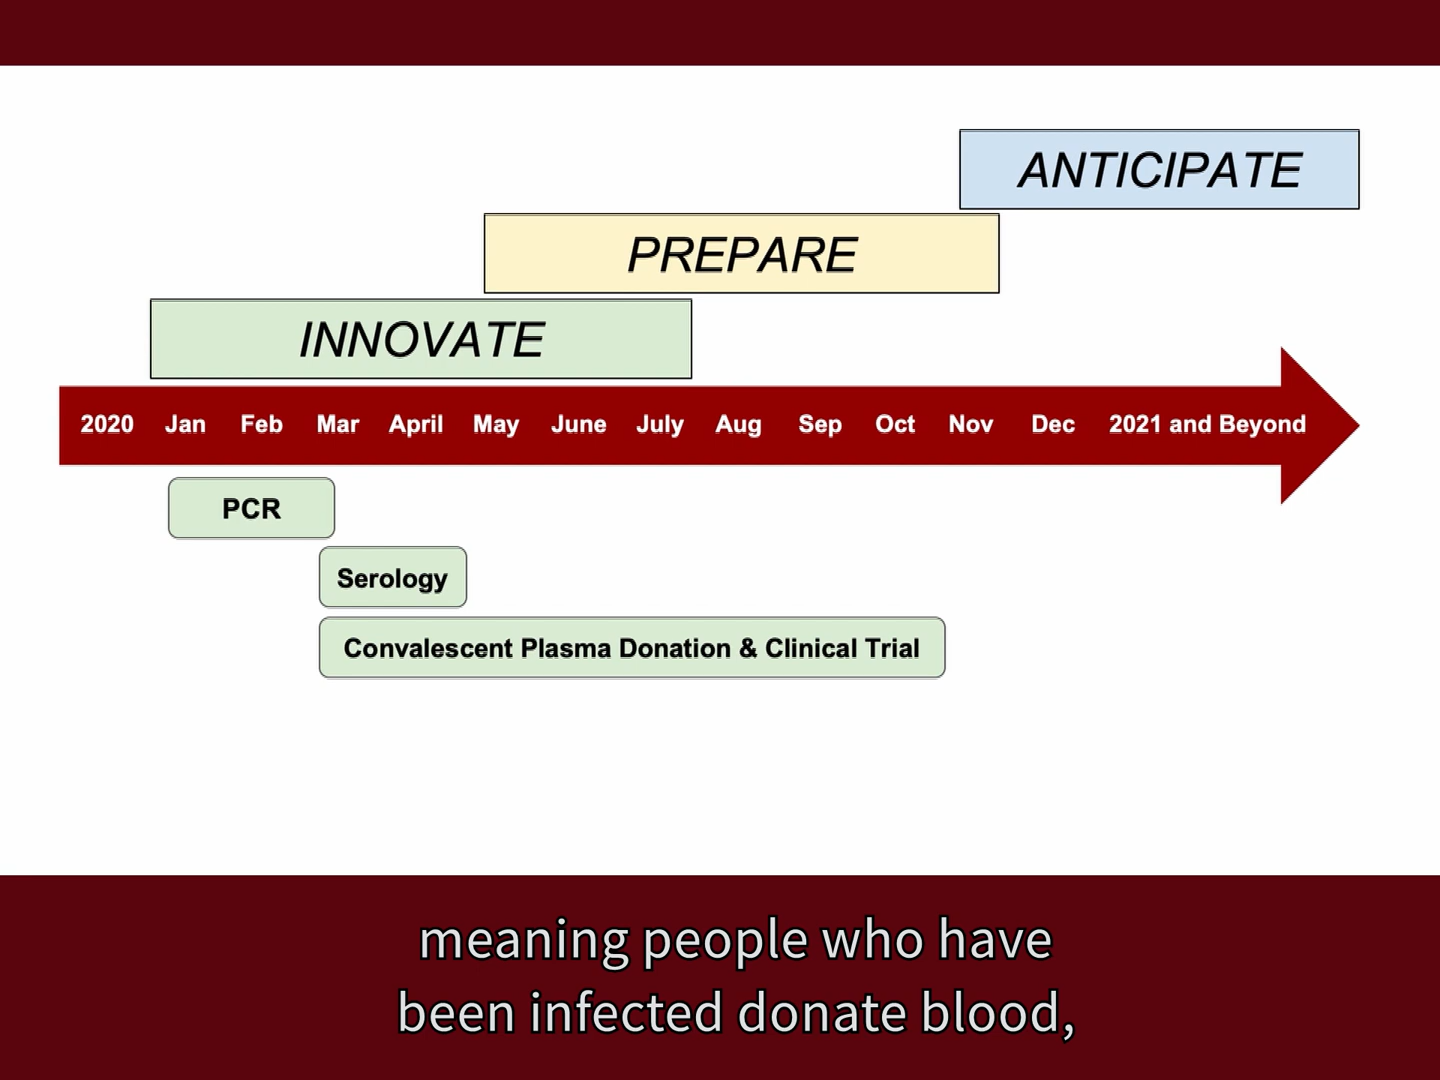 ANTICIPATE
PREPARE
INNOVATE
2020 Jan Feb Mar April May June July Aug Sep Oct Nov Dec 2021 and Beyond
PCR
Serology
Convalescent Plasma Donation & Clinical Trial
meaning people who have
been infected donate blood,